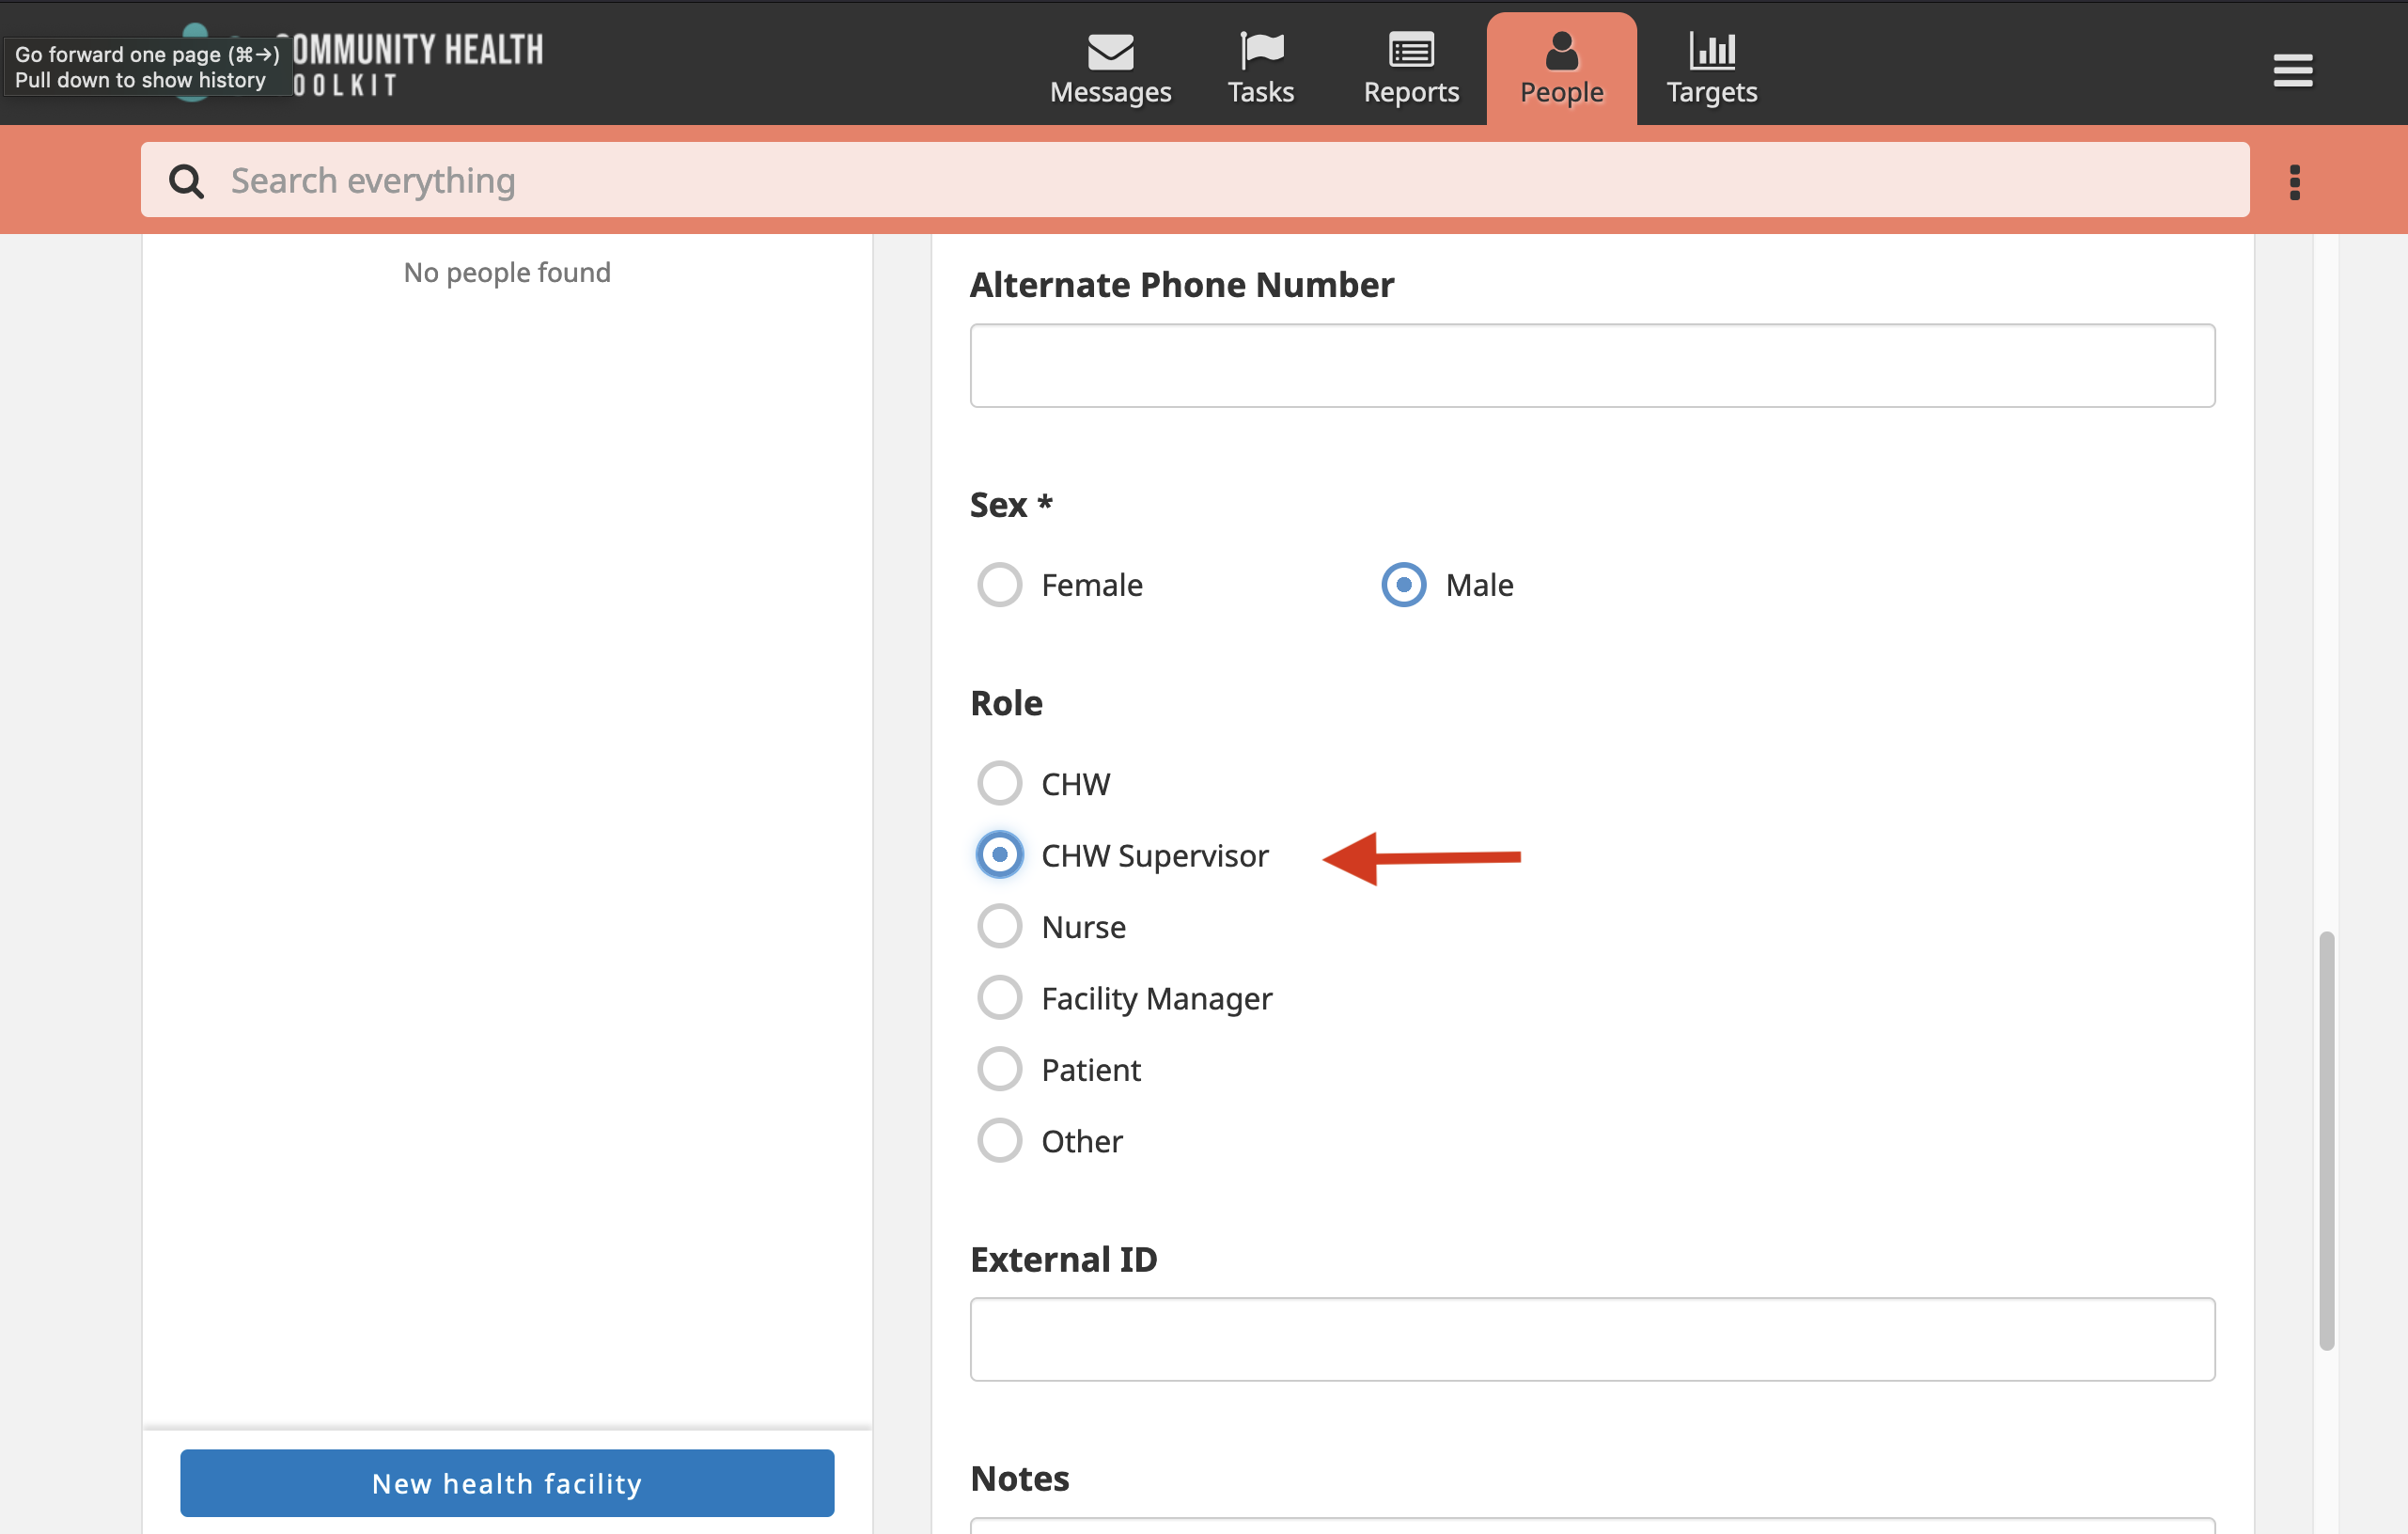 Go forward one page (⌘→)
Pull down to show history
OMMUNITY HEALTH
OOLKIT
Messages
Tasks
Reports
People
Targets
Search everything
No people found
Alternate Phone Number
Sex *
Female
Male
Role
CHW
CHW Supervisor
Nurse
Facility Manager
Patient
Other
External ID
Notes
New health facility